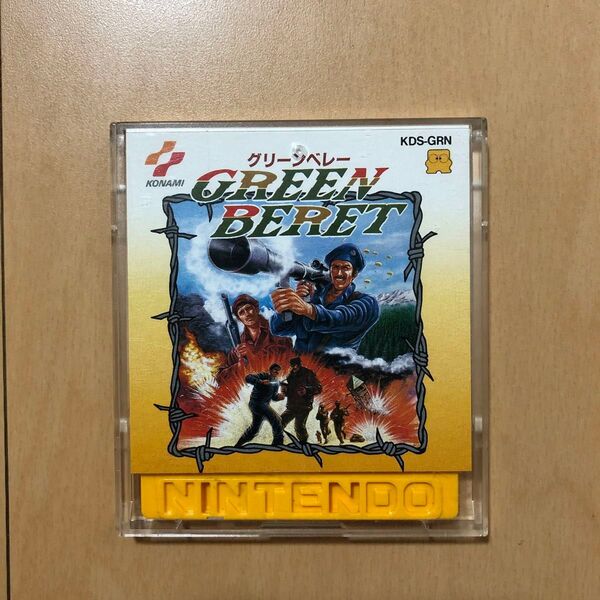 KONAMI
KDS-GRN
グリーンベレー
GREEN
BERET
NINTENDO